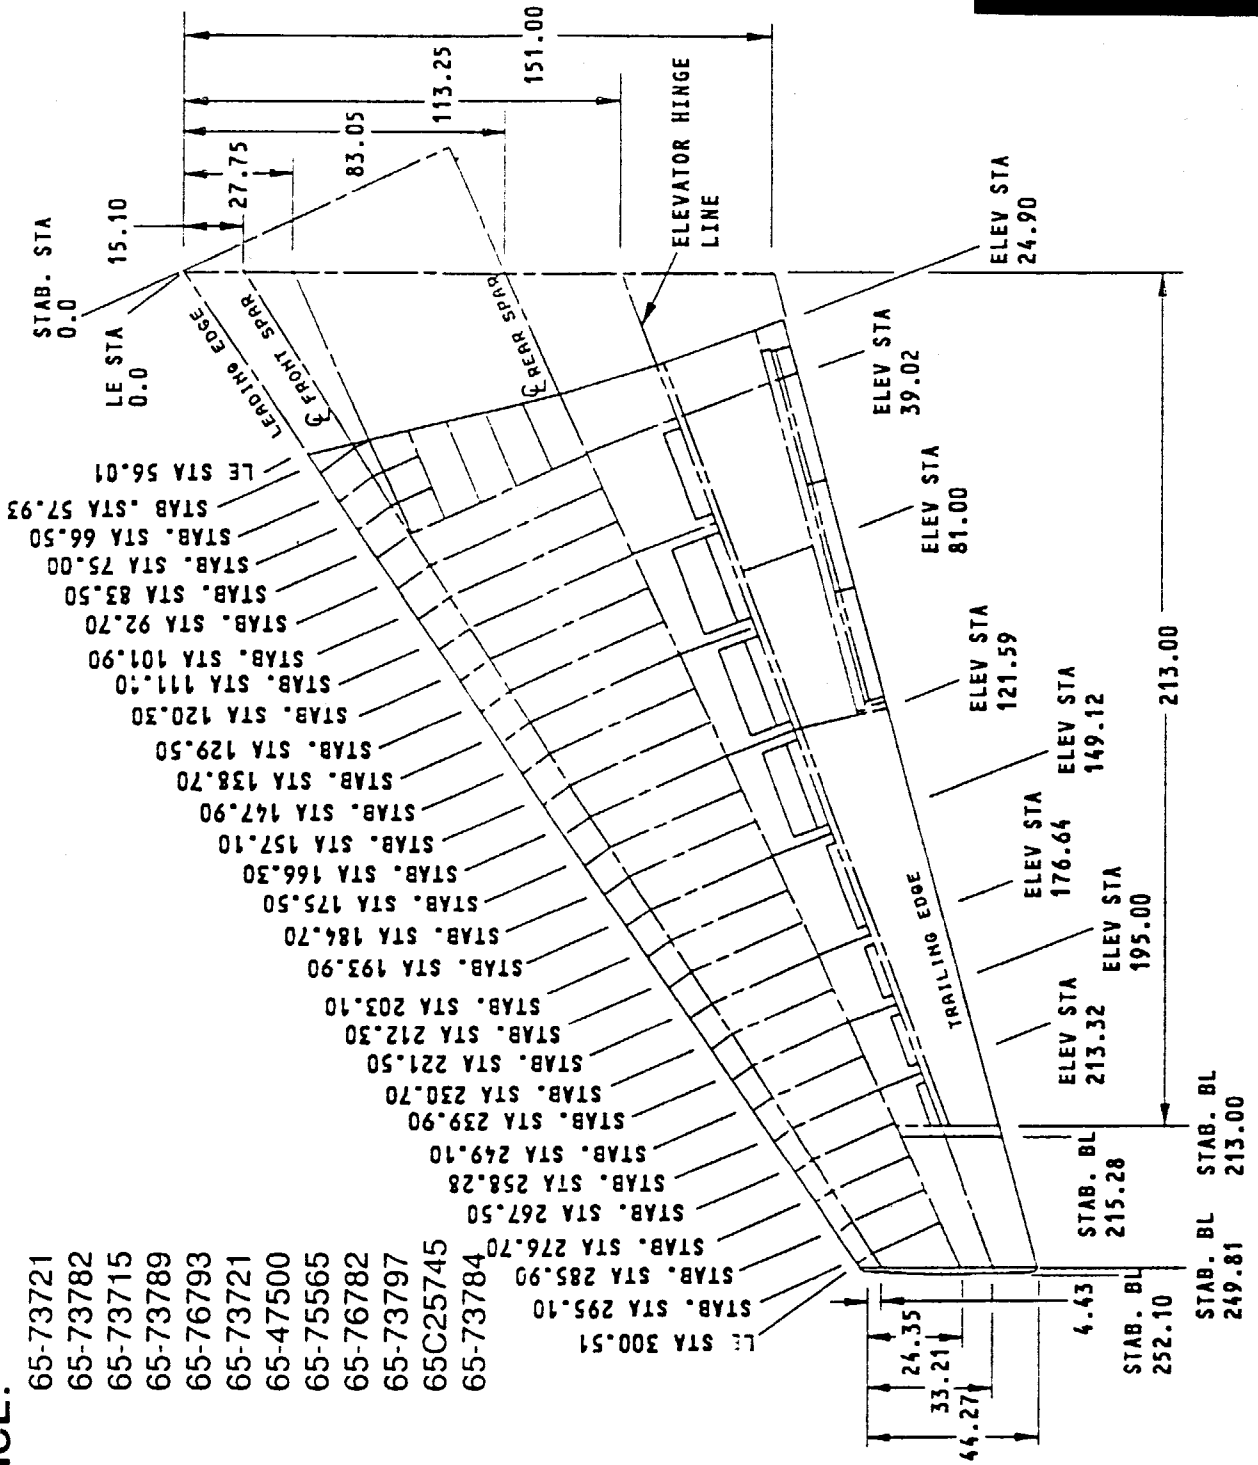 STAB. STA
0.0
LE STA
0.0
15.10
27.75
83.05
113.25
151.00
LEADING EDGE
℄ FRONT SPAR
℄ REAR SPAR
ELEVATOR HINGE
LINE
LE STA 56.01
STAB. STA 57.93
STAB. STA 66.50
STAB. STA 75.00
STAB. STA 83.50
STAB. STA 92.70
STAB. STA 101.90
STAB. STA 111.10
STAB. STA 120.30
STAB. STA 129.50
STAB. STA 138.70
STAB. STA 147.90
STAB. STA 157.10
STAB. STA 166.30
STAB. STA 175.50
STAB. STA 184.70
STAB. STA 193.90
STAB. STA 203.10
STAB. STA 212.30
STAB. STA 221.50
STAB. STA 230.70
STAB. STA 239.90
STAB. STA 249.10
STAB. STA 258.28
STAB. STA 267.50
STAB. STA 276.70
STAB. STA 285.90
STAB. STA 295.10
LE STA 300.51
ELEV STA
24.90
ELEV STA
39.02
ELEV STA
81.00
ELEV STA
121.59
ELEV STA
149.12
ELEV STA
176.64
ELEV STA
195.00
ELEV STA
213.32
TRAILING EDGE
213.00
STAB. BL
213.00
STAB. BL
215.28
STAB. BL
249.81
STAB. BL
252.10
4.43
24.35
33.21
44.27
65-73721
65-73782
65-73715
65-73789
65-76793
65-73721
65-47500
65-75565
65-76782
65-73797
65C25745
65-73784